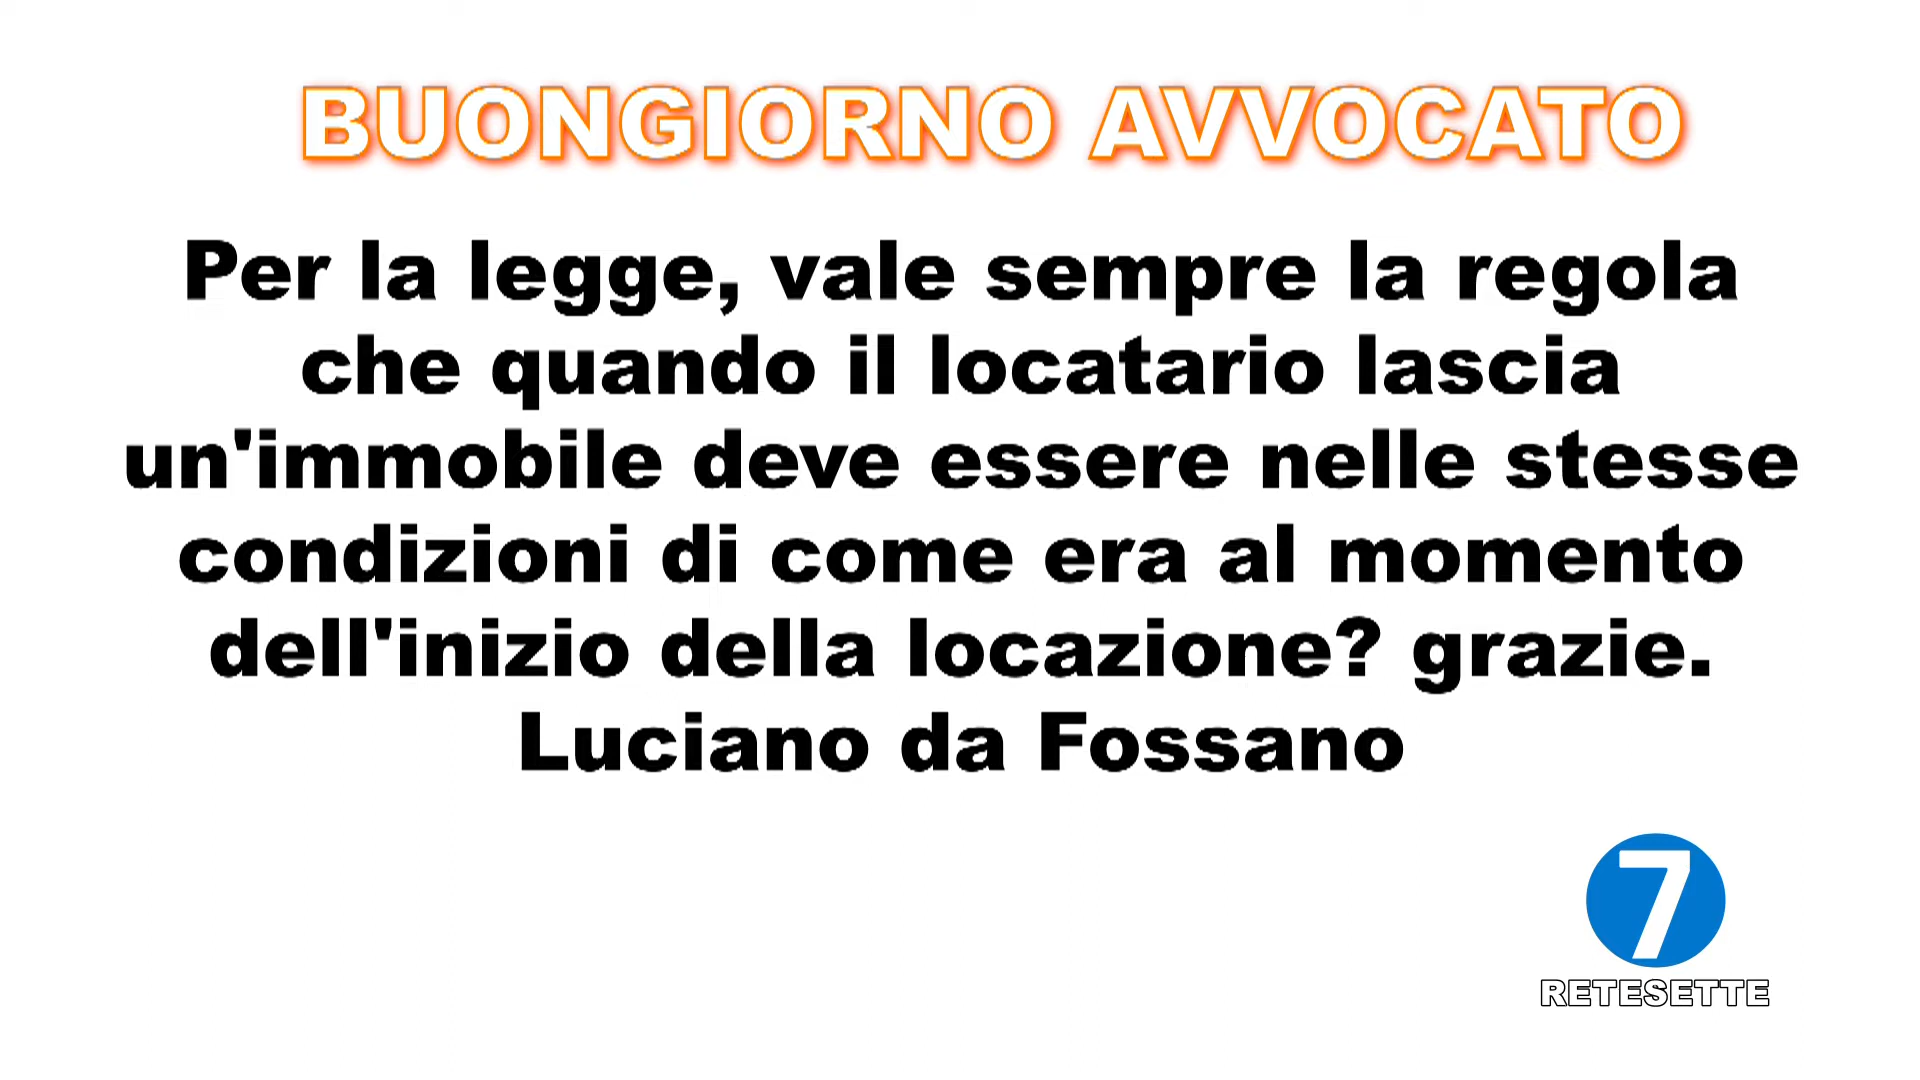 BUONGIORNO AVVOCATO
Per la legge, vale sempre la regola
che quando il locatario lascia
un'immobile deve essere nelle stesse
condizioni di come era al momento
dell'inizio della locazione? grazie.
Luciano da Fossano
7
RETESETTE